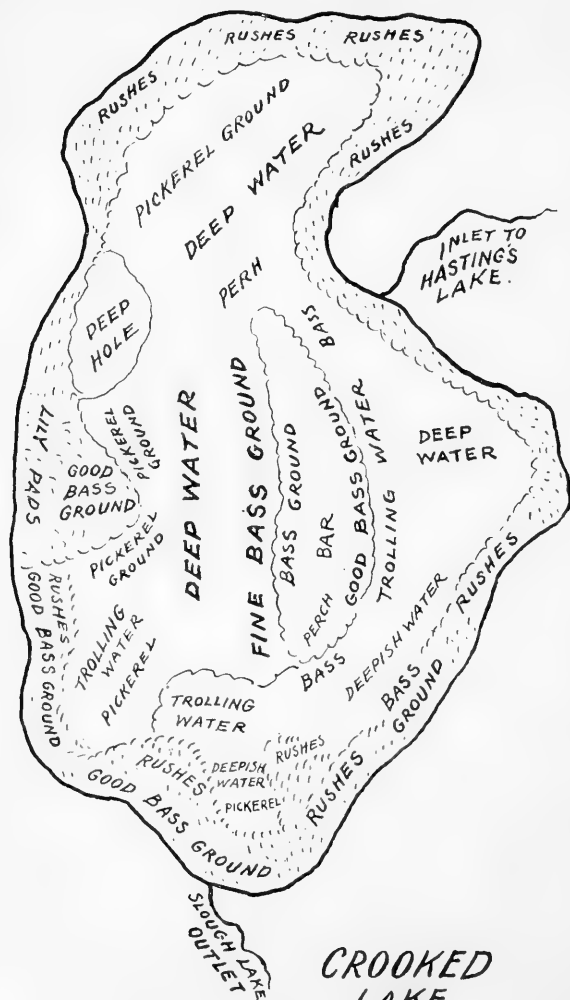 RUSHES
RUSHES
RUSHES
RUSHES
PICKEREL GROUND
DEEP WATER
PERH
INLET TO
HASTING'S
LAKE.
DEEP
HOLE
BASS
LILY PADS
PICKEREL
GROUND
GOOD
BASS
GROUND
DEEP WATER
FINE BASS GROUND
BASS GROUND
PERCH BAR
GOOD BASS GROUND
TROLLING WATER
DEEP
WATER
PICKEREL
GROUND
RUSHES
GOOD BASS GROUND
TROLLING
WATER
PICKEREL
RUSHES
DEEPISH WATER
BASS
BASS
GROUND
TROLLING
WATER
RUSHES
RUSHES
DEEPISH
WATER
PICKEREL
RUSHES
GOOD BASS GROUND
SLOUGH LAKE
OUTLET
CROOKED
LAKE